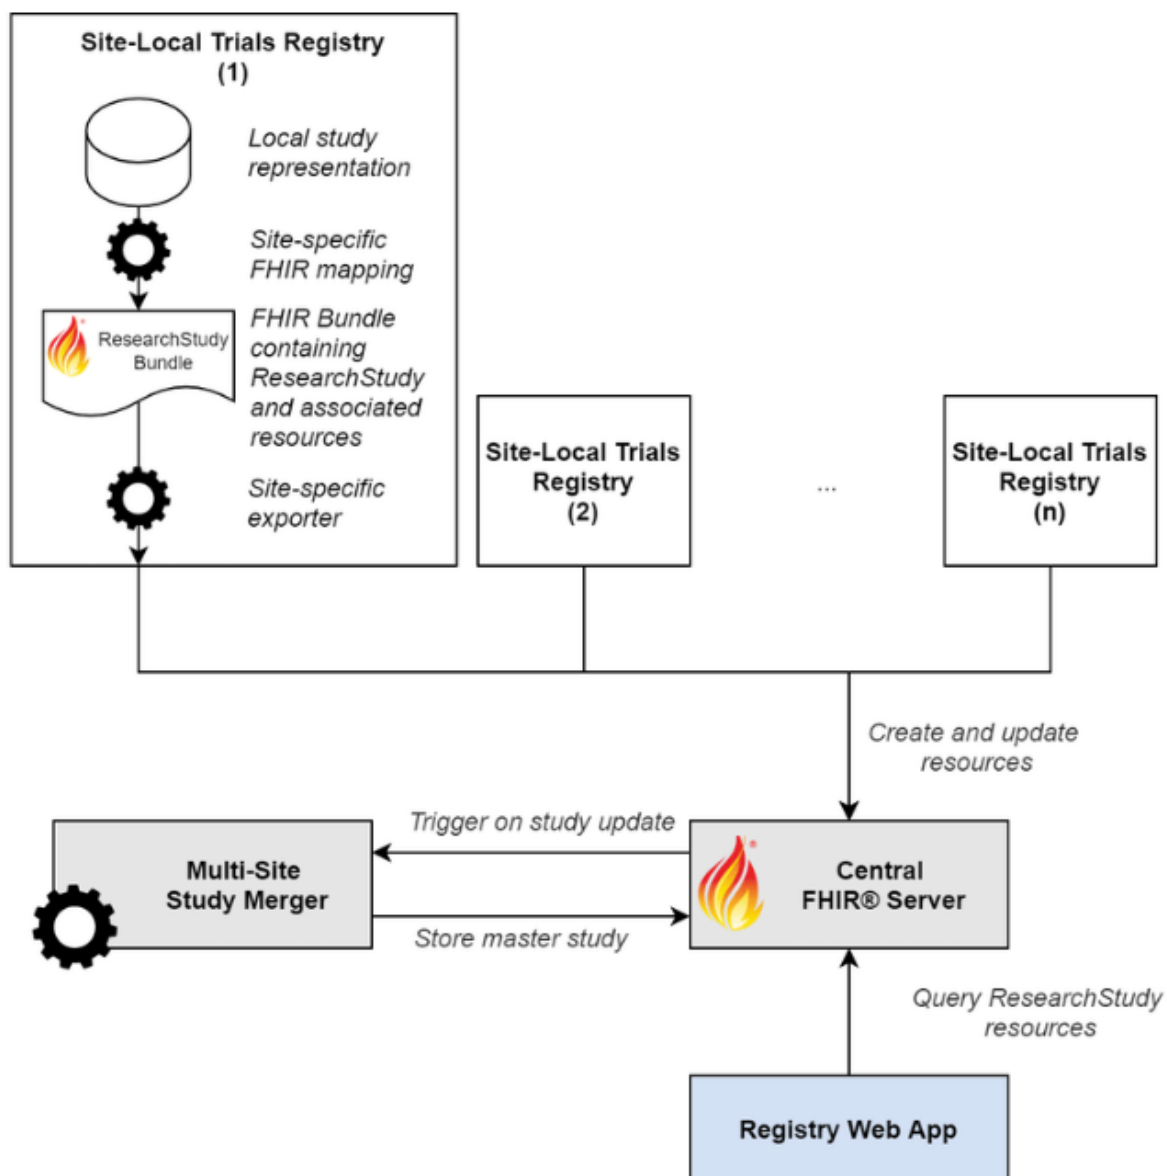 Site-Local Trials Registry
(1)
Local study
representation
Site-specific
FHIR mapping
ResearchStudy
Bundle
FHIR Bundle
containing
ResearchStudy
and associated
resources
Site-specific
exporter
Site-Local Trials
Registry
(2)
...
Site-Local Trials
Registry
(n)
Create and update
resources
Trigger on study update
Multi-Site
Study Merger
Store master study
®
Central
FHIR® Server
Query ResearchStudy
resources
Registry Web App